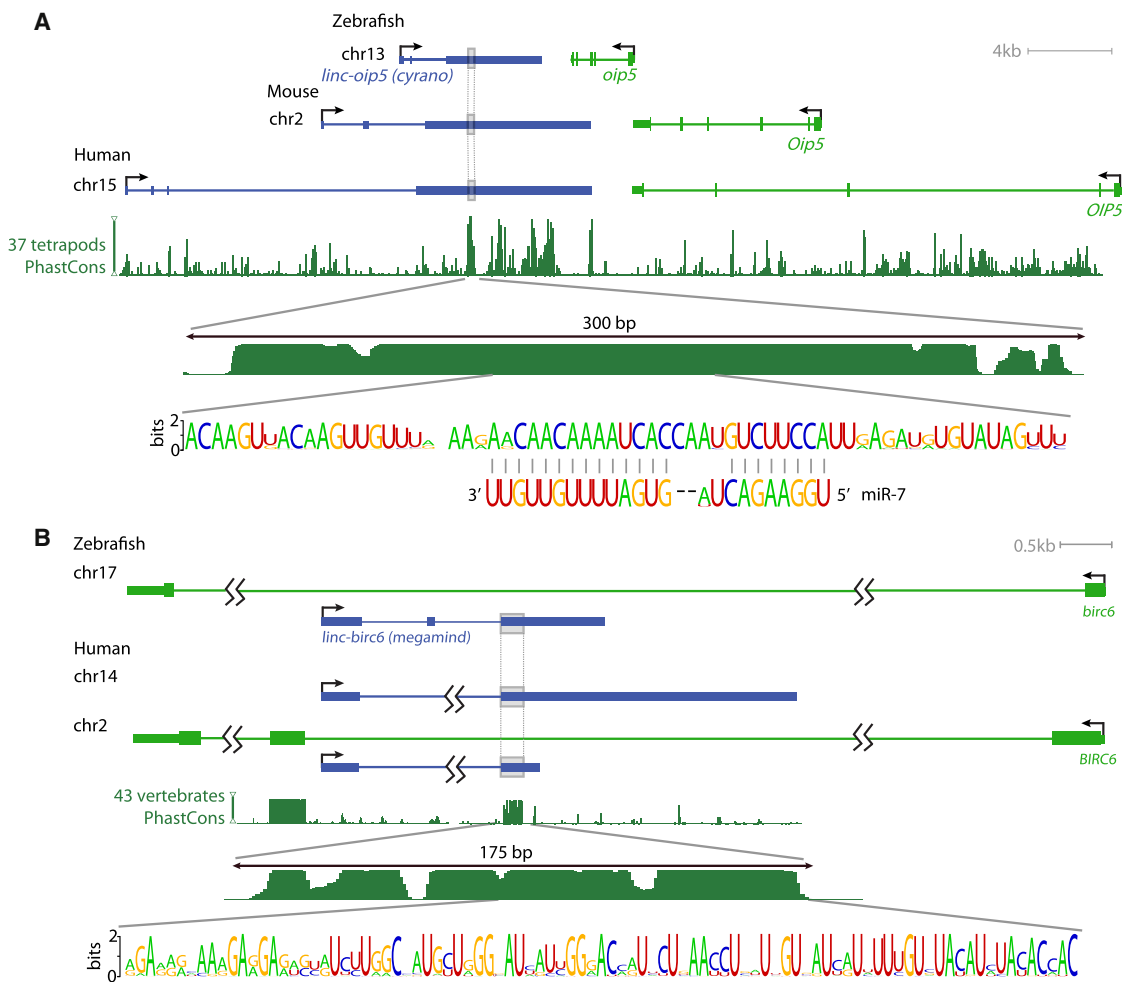 A
Zebrafish
chr13
linc-oip5 (cyrano)
oip5
4kb
Mouse
chr2
Oip5
Human
chr15
OIP5
37 tetrapods
PhastCons
300 bp
bits
2
0
ACAAGUUACAAGUUGUUUA AAGAACAACAAAAUCACCAAUGUCUUCCAUUGAGAUGUGUAUAGUUU
3' UUGUUGUUUUAGUG--AUCAGAAGGU 5' miR-7
B
Zebrafish
chr17
0.5kb
birc6
linc-birc6 (megamind)
Human
chr14
chr2
BIRC6
43 vertebrates
PhastCons
175 bp
bits
2
0